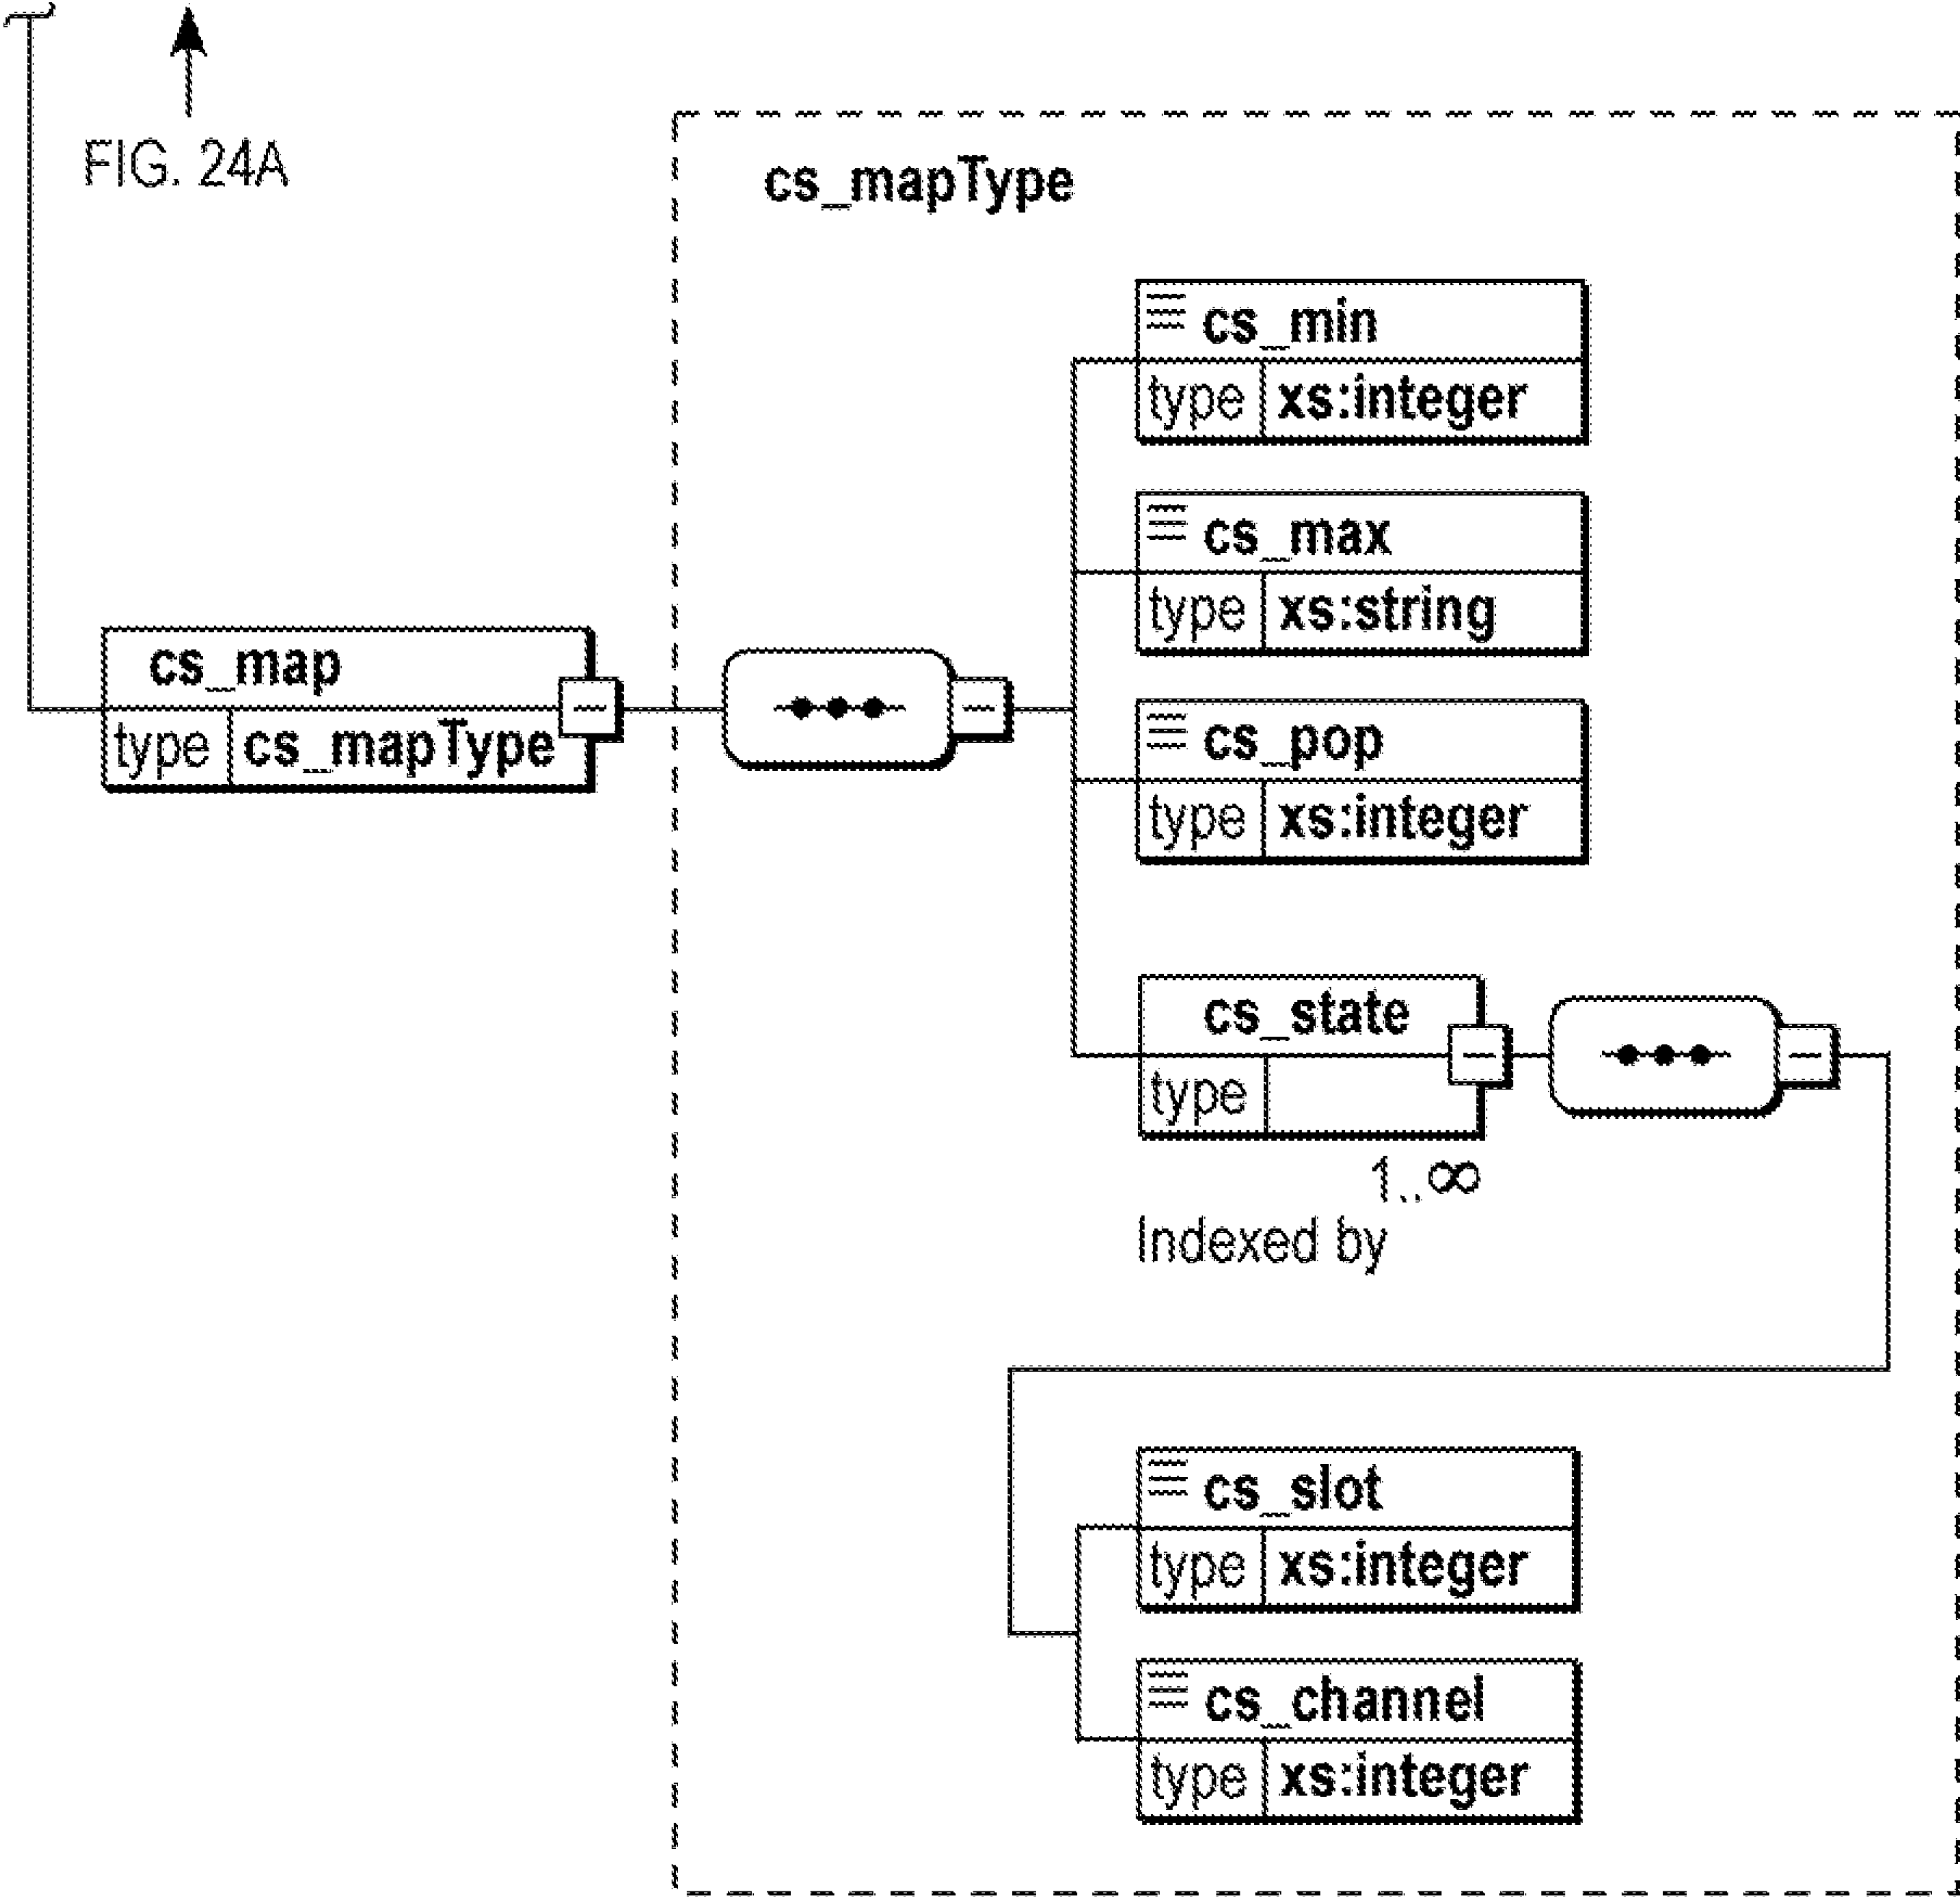 FIG. 24A
cs_mapType
cs_min
type xs:integer
cs_max
type xs:string
cs_map
type cs_mapType
cs_pop
type xs:integer
cs_state
type
1..∞
Indexed by
cs_slot
type xs:integer
cs_channel
type xs:integer